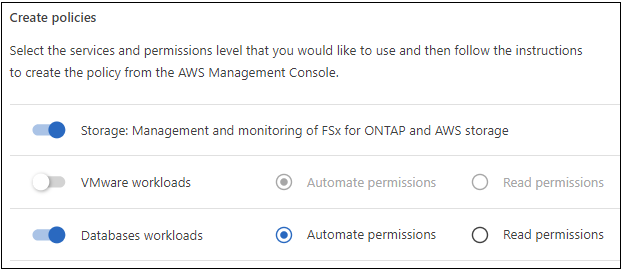 Create policies
Select the services and permissions level that you would like to use and then follow the instructions
to create the policy from the AWS Management Console.
Storage: Management and monitoring of FSx for ONTAP and AWS storage
VMware workloads Automate permissions Read permissions
Databases workloads Automate permissions Read permissions